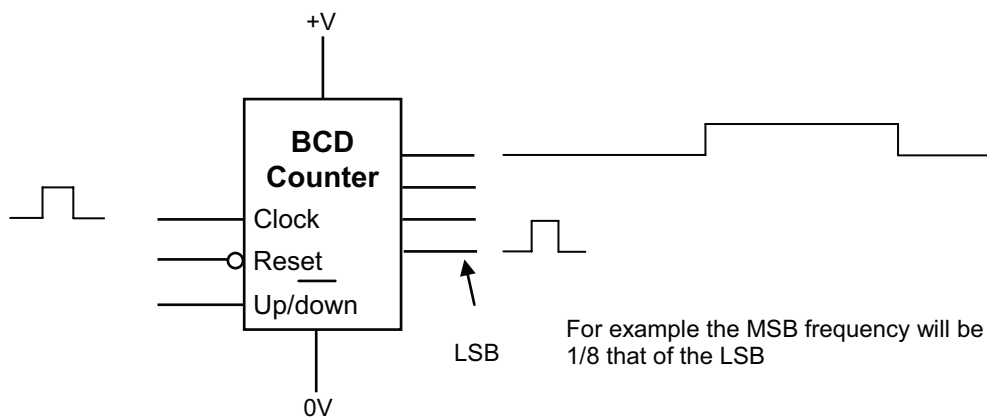 +V
BCD
Counter
Clock
Reset
Up/down
LSB
For example the MSB frequency will be
1/8 that of the LSB
0V